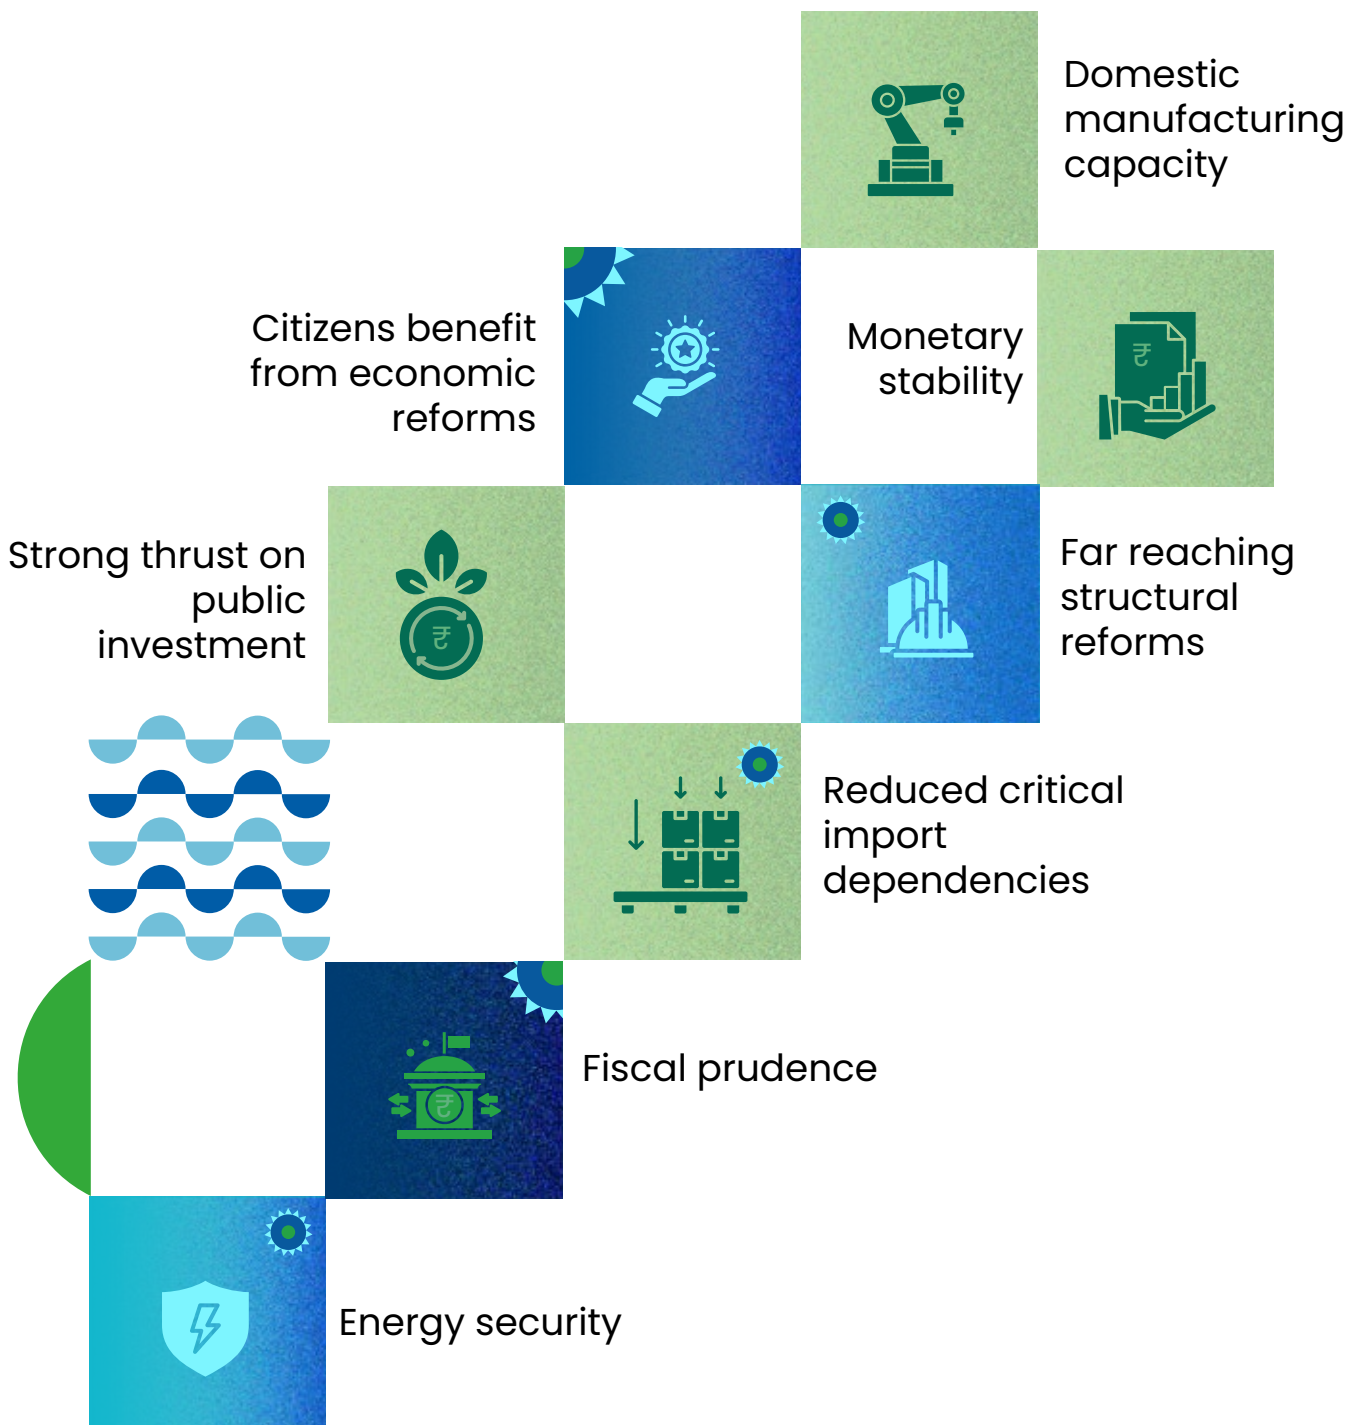 Domestic
manufacturing
capacity
Citizens benefit
from economic
reforms
Monetary
stability
₹
Strong thrust on
public
investment
₹
Far reaching
structural
reforms
Reduced critical
import
dependencies
₹
Fiscal prudence
Energy security